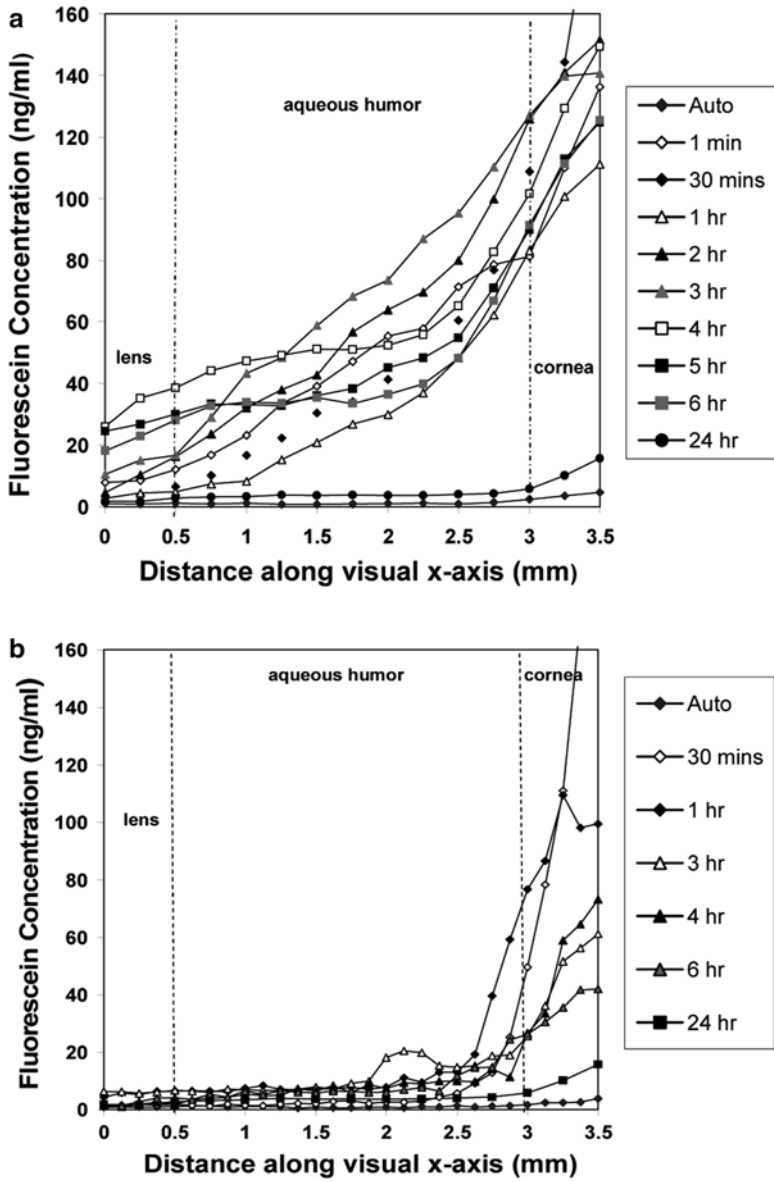 a
160
140
120
100
80
60
40
20
0
Fluorescein Concentration (ng/ml)
aqueous humor
lens
cornea
0 0.5 1 1.5 2 2.5 3 3.5
Distance along visual x-axis (mm)
Auto
1 min
30 mins
1 hr
2 hr
3 hr
4 hr
5 hr
6 hr
24 hr
b
160
140
120
100
80
60
40
20
0
Fluorescein Concentration (ng/ml)
aqueous humor
cornea
lens
0 0.5 1 1.5 2 2.5 3 3.5
Distance along visual x-axis (mm)
Auto
30 mins
1 hr
3 hr
4 hr
6 hr
24 hr